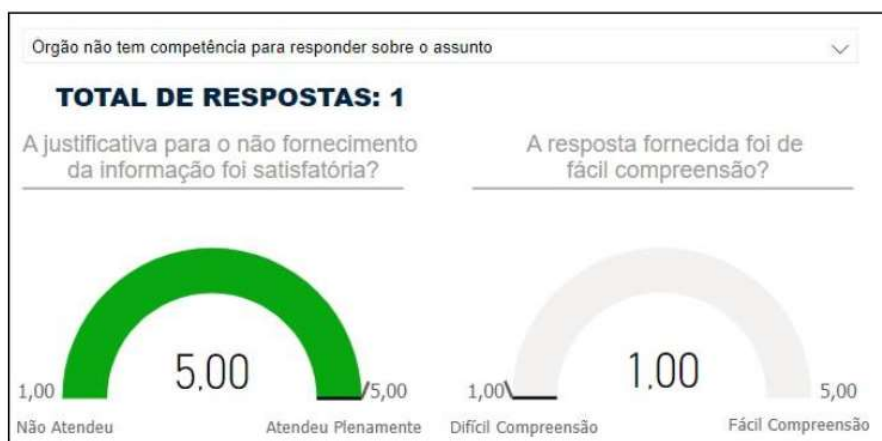 Orgão não tem competência para responder sobre o assunto
TOTAL DE RESPOSTAS: 1
A justificativa para o não fornecimento
da informação foi satisfatória?
A resposta fornecida foi de
fácil compreensão?
5,00
1,00
5,00
Não Atendeu
Atendeu Plenamente
1,00
1,00
5,00
Difícil Compreensão
Fácil Compreensão